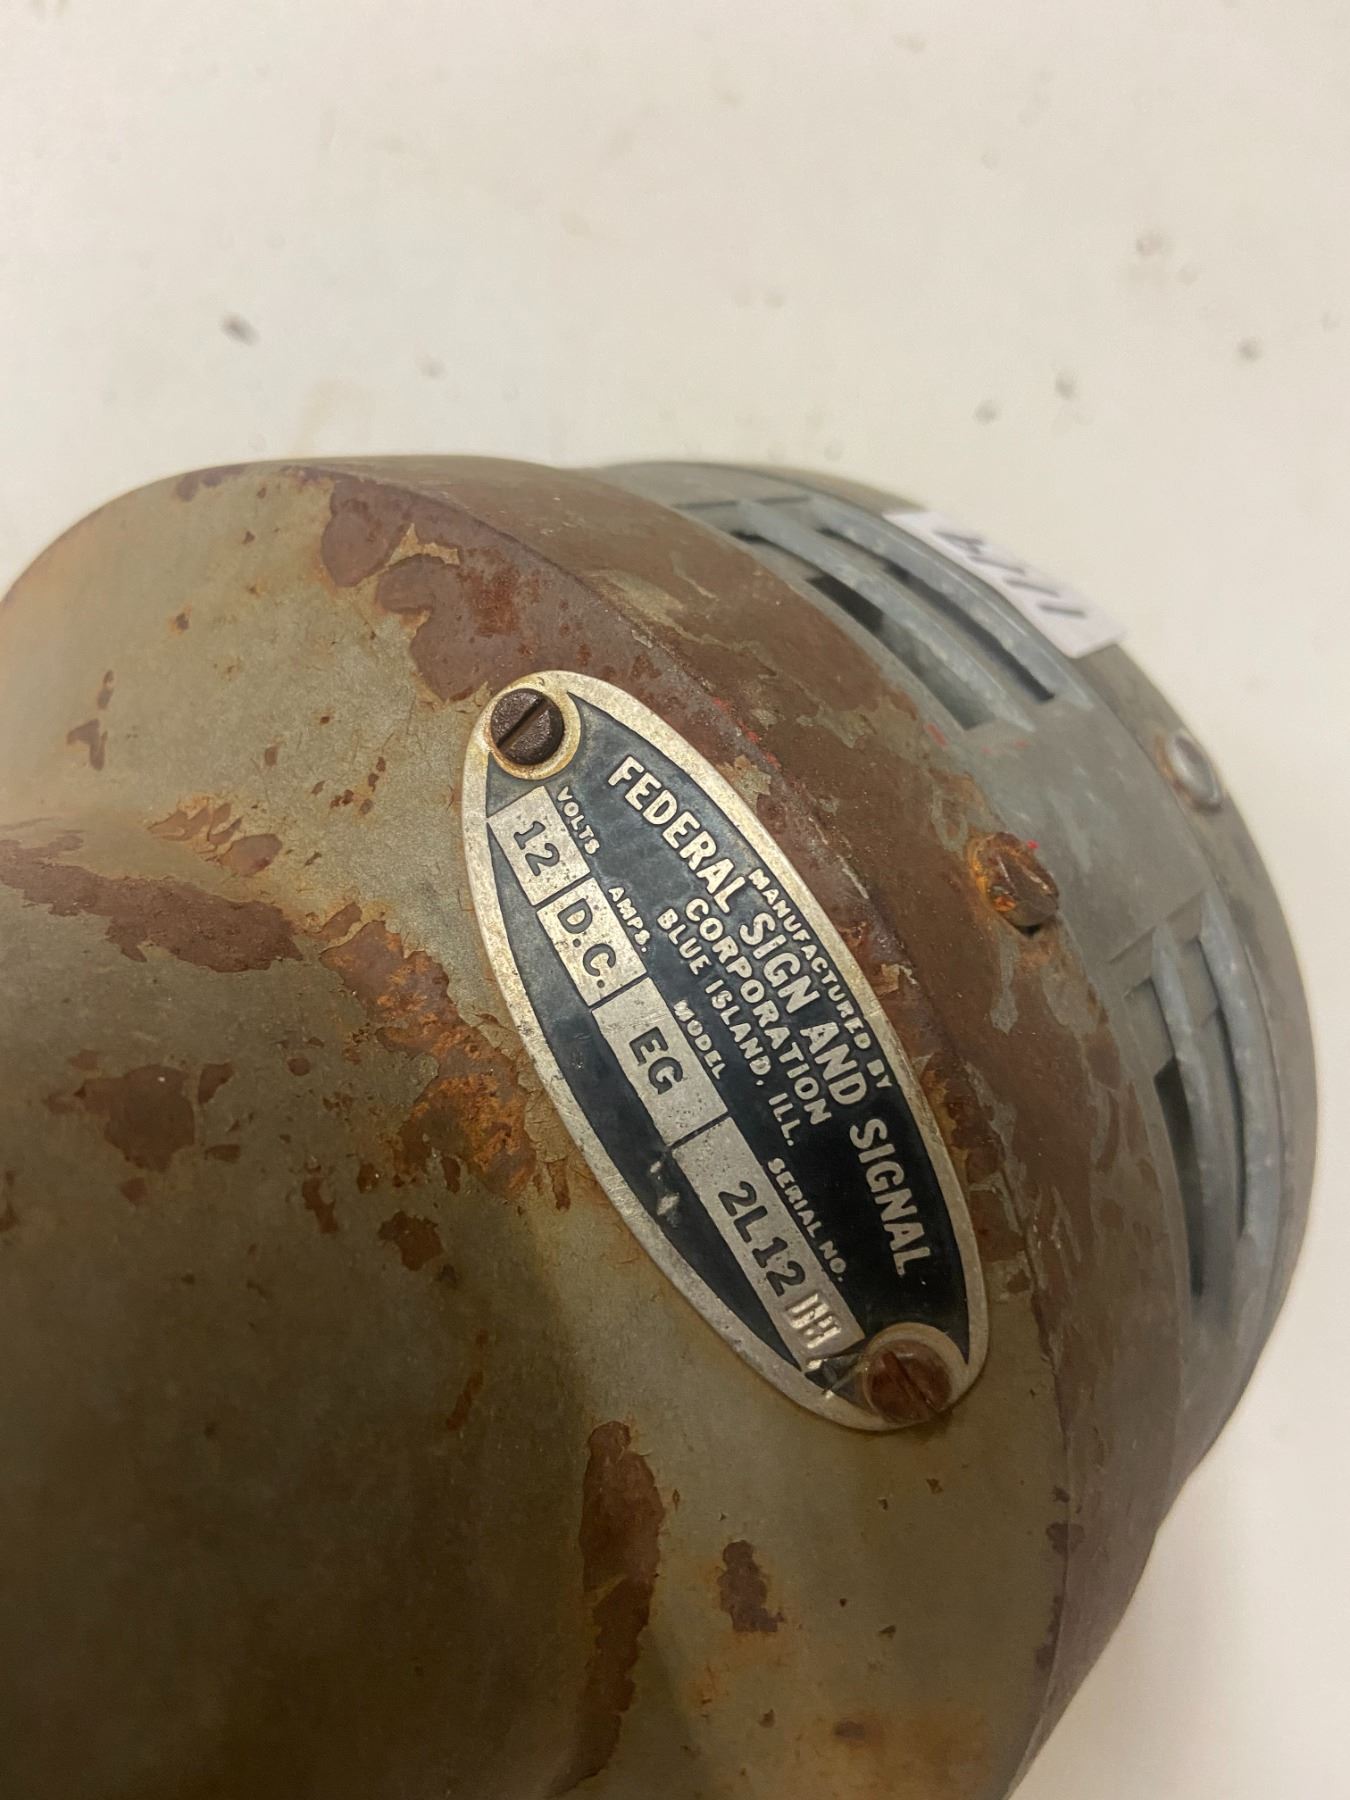 MANUFACTURED BY
FEDERAL SIGN AND SIGNAL
CORPORATION
BLUE ISLAND, ILL.
VOLTS AMPS. MODEL SERIAL NO.
12 D.C. EG 2L12